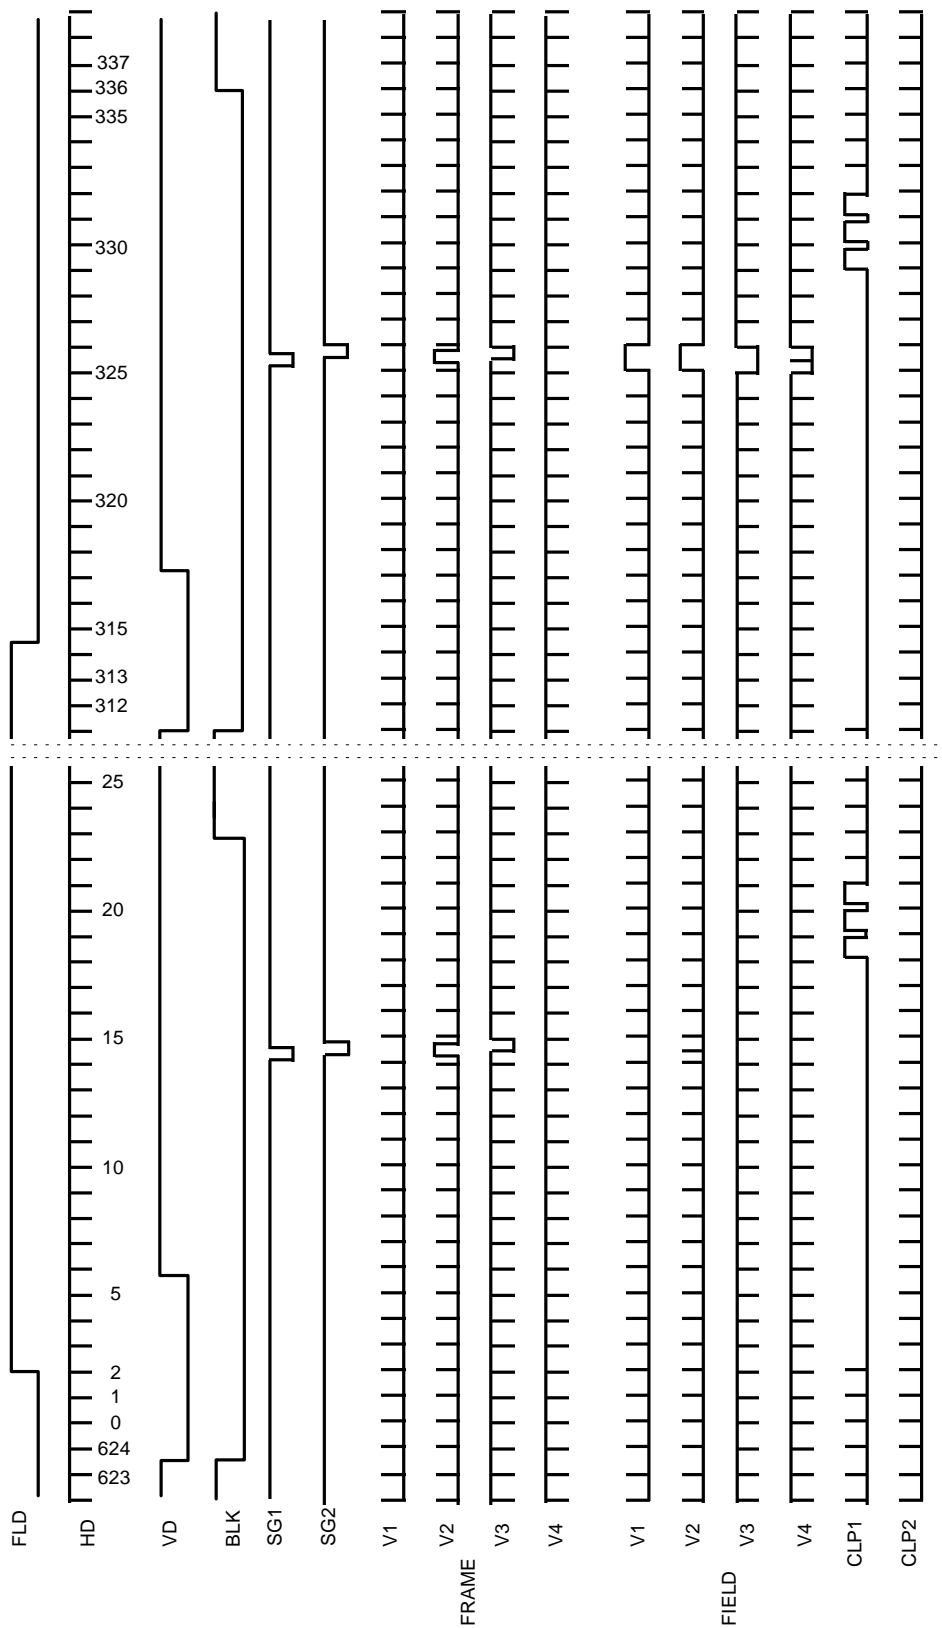 337
336
335
330
325
320
315
313
312
25
20
15
10
5
2
1
0
624
623
FLD
HD
VD
BLK
SG1
SG2
V1
V2
V3
V4
V1
V2
V3
V4
CLP1
CLP2
FRAME
FIELD